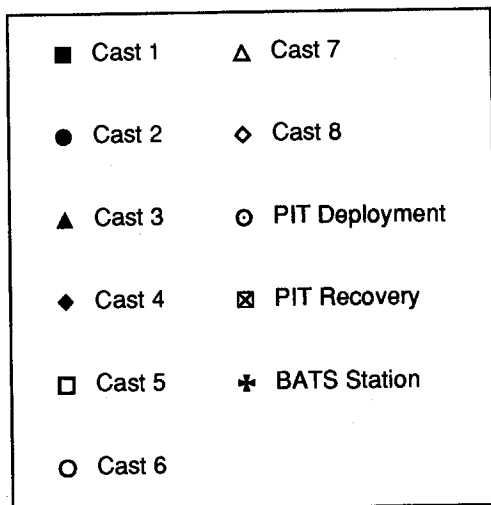 Cast 1
Cast 2
Cast 3
Cast 4
Cast 5
Cast 6
Cast 7
Cast 8
PIT Deployment
PIT Recovery
BATS Station